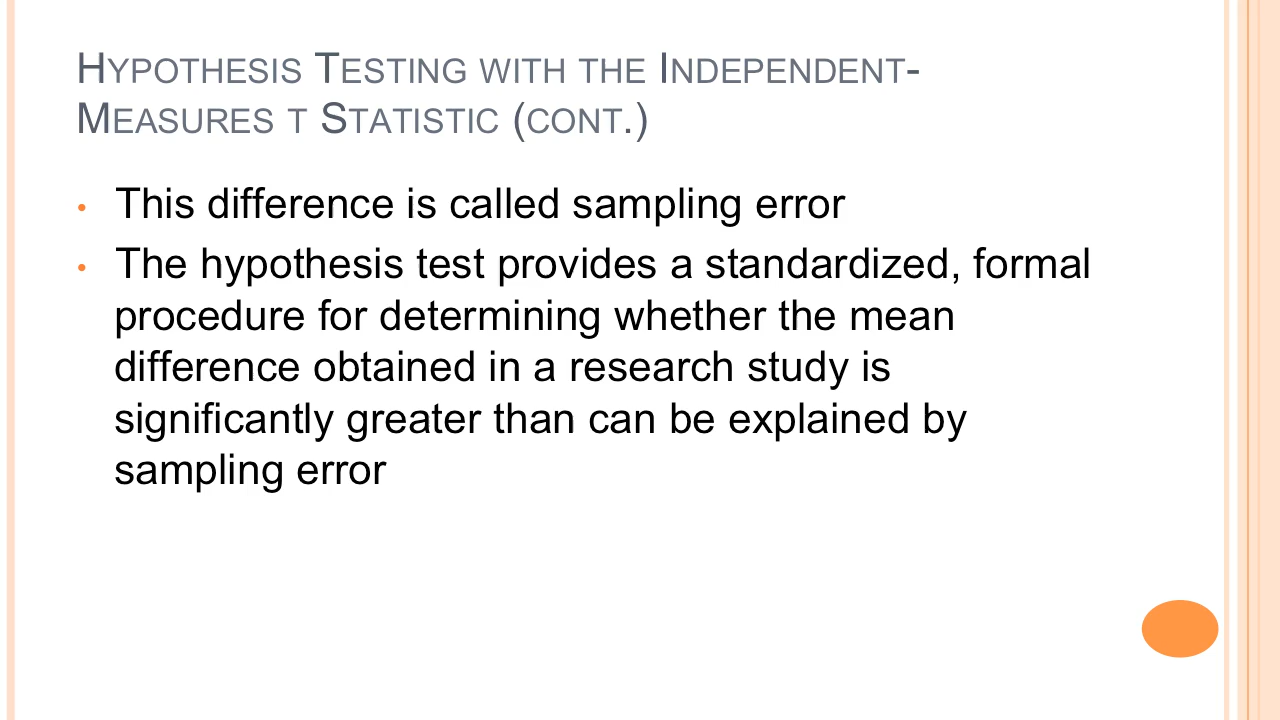 Hypothesis Testing with the Independent-
Measures t Statistic (cont.)
• This difference is called sampling error
• The hypothesis test provides a standardized, formal
procedure for determining whether the mean
difference obtained in a research study is
significantly greater than can be explained by
sampling error